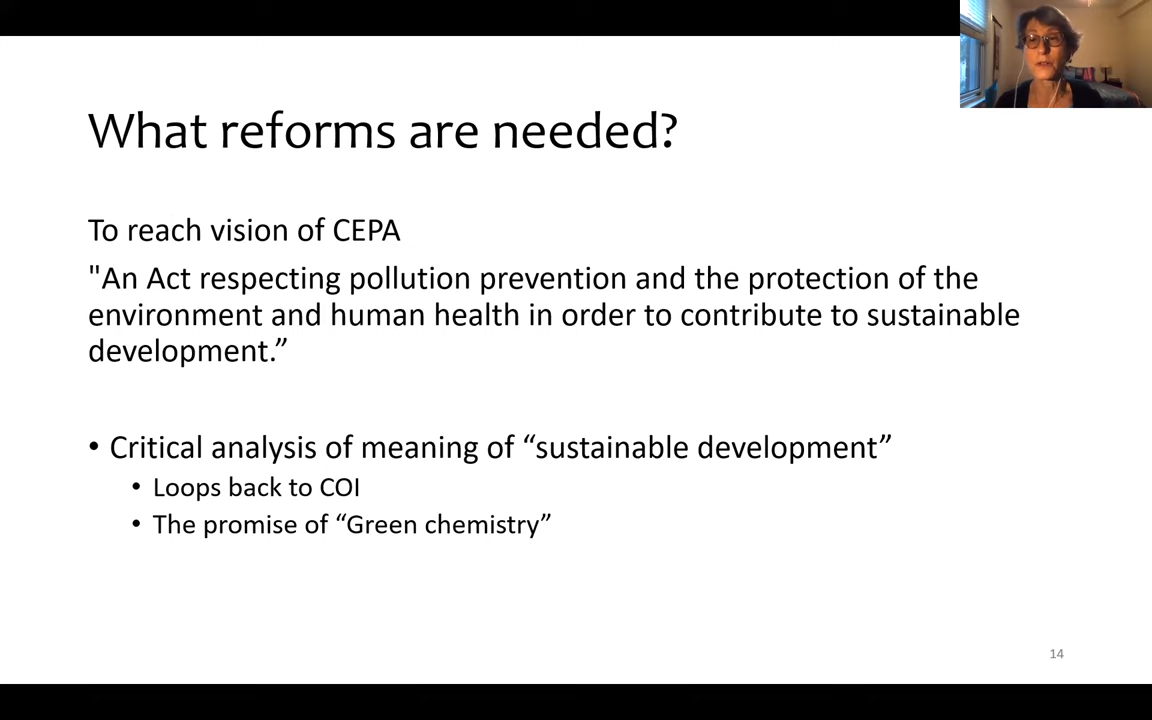 What reforms are needed?
To reach vision of CEPA
"An Act respecting pollution prevention and the protection of the
environment and human health in order to contribute to sustainable
development.”
• Critical analysis of meaning of “sustainable development”
• Loops back to COI
• The promise of “Green chemistry”
14